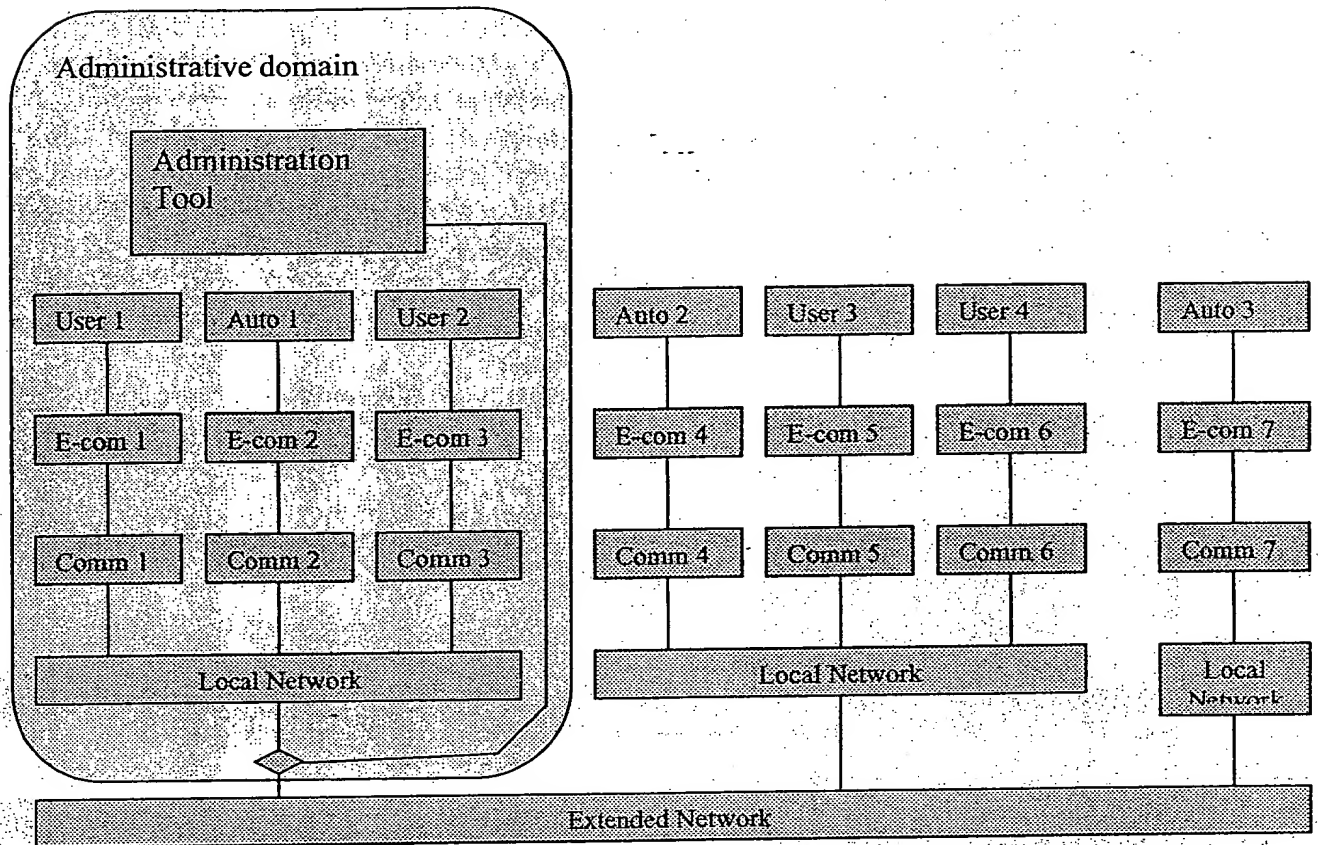 Administrative domain
Administration
Tool
User 1
Auto 1
User 2
Auto 2
User 3
User 4
Auto 3
E-com 1
E-com 2
E-com 3
E-com 4
E-com 5
E-com 6
E-com 7
Comm 1
Comm 2
Comm 3
Comm 4
Comm 5
Comm 6
Comm 7
Local Network
Local Network
Local
Network
Extended Network